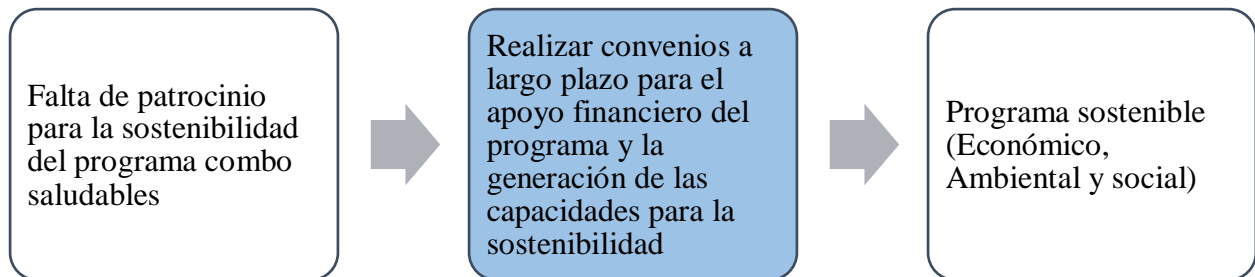 Falta de patrocinio
para la sostenibilidad
del programa combo
saludables
Realizar convenios a
largo plazo para el
apoyo financiero del
programa y la
generación de las
capacidades para la
sostenibilidad
Programa sostenible
(Económico,
Ambiental y social)